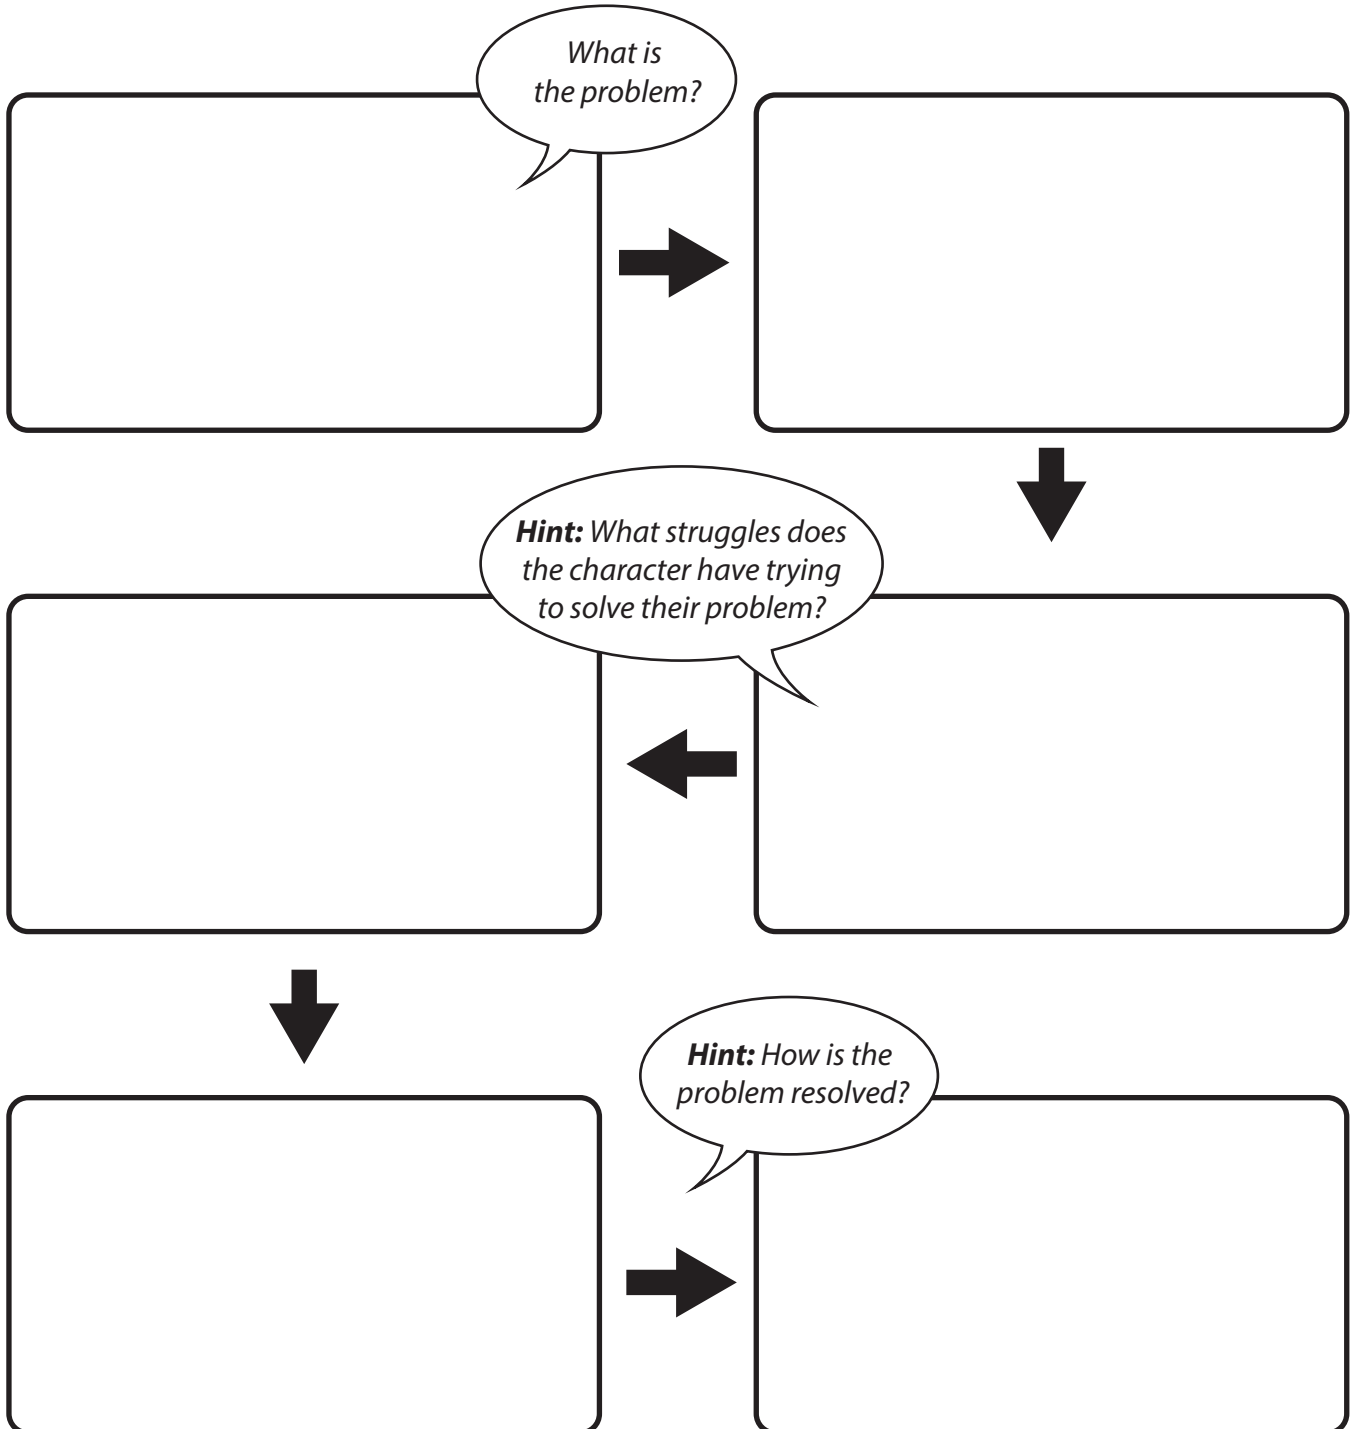 What is
the problem?
Hint: What struggles does
the character have trying
to solve their problem?
Hint: How is the
problem resolved?